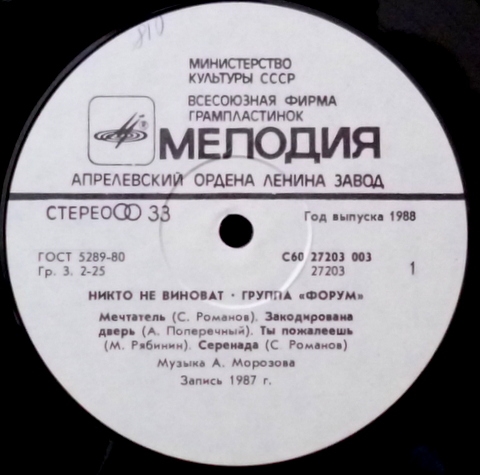 810
МИНИСТЕРСТВО
КУЛЬТУРЫ СССР
ВСЕСОЮЗНАЯ ФИРМА
ГРАМПЛАСТИНОК
МЕЛОДИЯ
АПРЕЛЕВСКИЙ ОРДЕНА ЛЕНИНА ЗАВОД
СТЕРЕО 33
Год выпуска 1988
ГОСТ 5289-80
Гр. 3. 2-25
С60 27203 003
27203
1
НИКТО НЕ ВИНОВАТ · ГРУППА «ФОРУМ»
Мечтатель (С. Романов). Закодирована
дверь (А. Поперечный). Ты пожалеешь
(М. Рябинин). Серенада (С. Романов)
Музыка А. Морозова
Запись 1987 г.